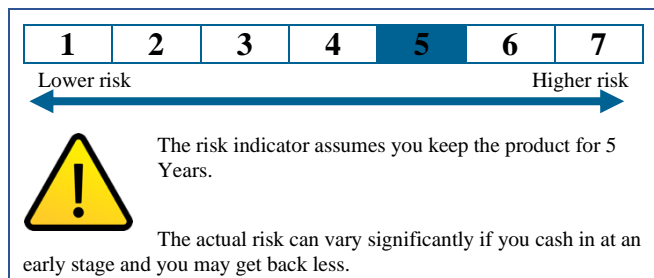 1 2 3 4 5 6 7
Lower risk Higher risk
!
The risk indicator assumes you keep the product for 5
Years.
The actual risk can vary significantly if you cash in at an
early stage and you may get back less.